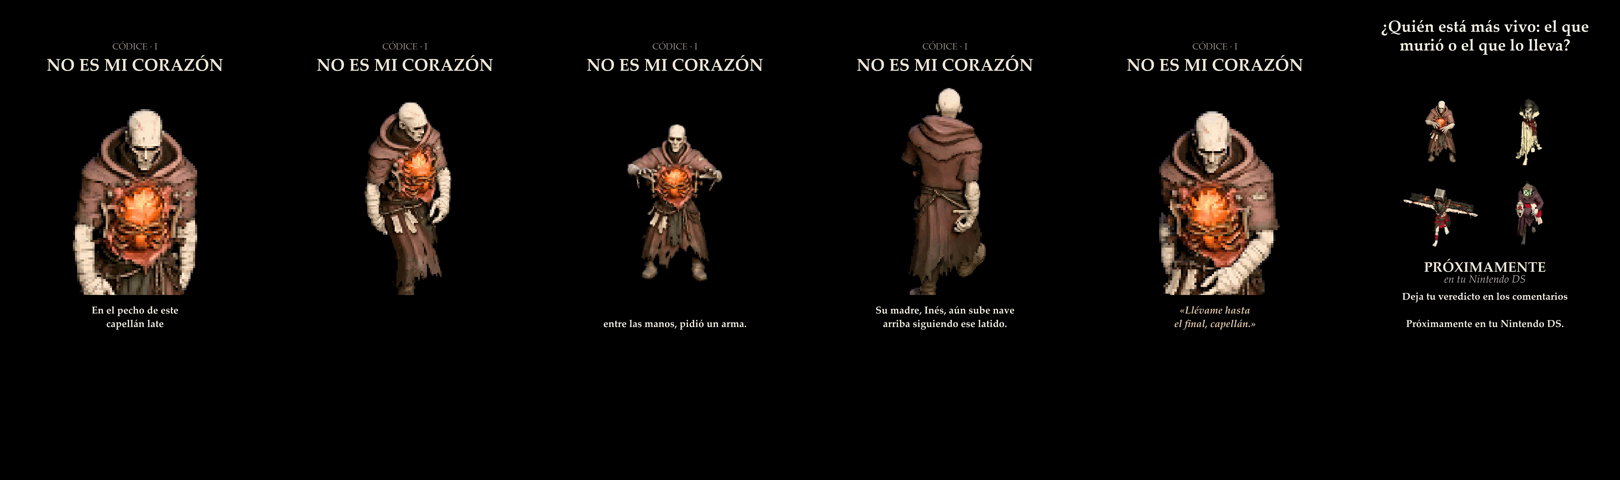 CÓDICE · I
NO ES MI CORAZÓN
En el pecho de este
capellán late
CÓDICE · I
NO ES MI CORAZÓN
CÓDICE · I
NO ES MI CORAZÓN
entre las manos, pidió un arma.
CÓDICE · I
NO ES MI CORAZÓN
Su madre, Inés, aún sube nave
arriba siguiendo ese latido.
CÓDICE · I
NO ES MI CORAZÓN
«Llévame hasta
el final, capellán.»
¿Quién está más vivo: el que
murió o el que lo lleva?
PRÓXIMAMENTE
en tu Nintendo DS
Deja tu veredicto en los comentarios
Próximamente en tu Nintendo DS.